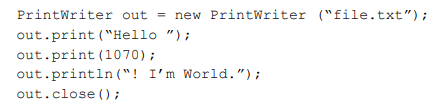 PrintWriter out = new PrintWriter (“file.txt”);
out.print(“Hello ”);
out.print(1070);
out.println(“! I’m World.”);
out.close();